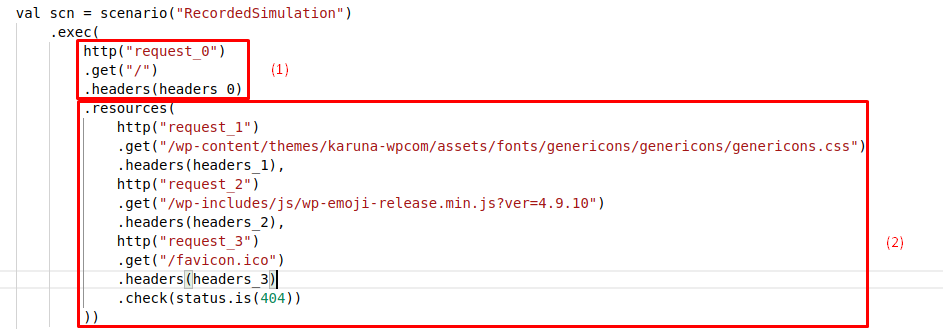 val scn = scenario("RecordedSimulation")
.exec(
http("request_0")
.get("/")
(1)
.headers(headers_0)
.resources(
http("request_1")
.get("/wp-content/themes/karuna-wpcom/assets/fonts/genericons/genericons/genericons.css")
.headers(headers_1),
http("request_2")
.get("/wp-includes/js/wp-emoji-release.min.js?ver=4.9.10")
.headers(headers_2),
http("request_3")
(2)
.get("/favicon.ico")
.headers(headers_3)
.check(status.is(404))
))